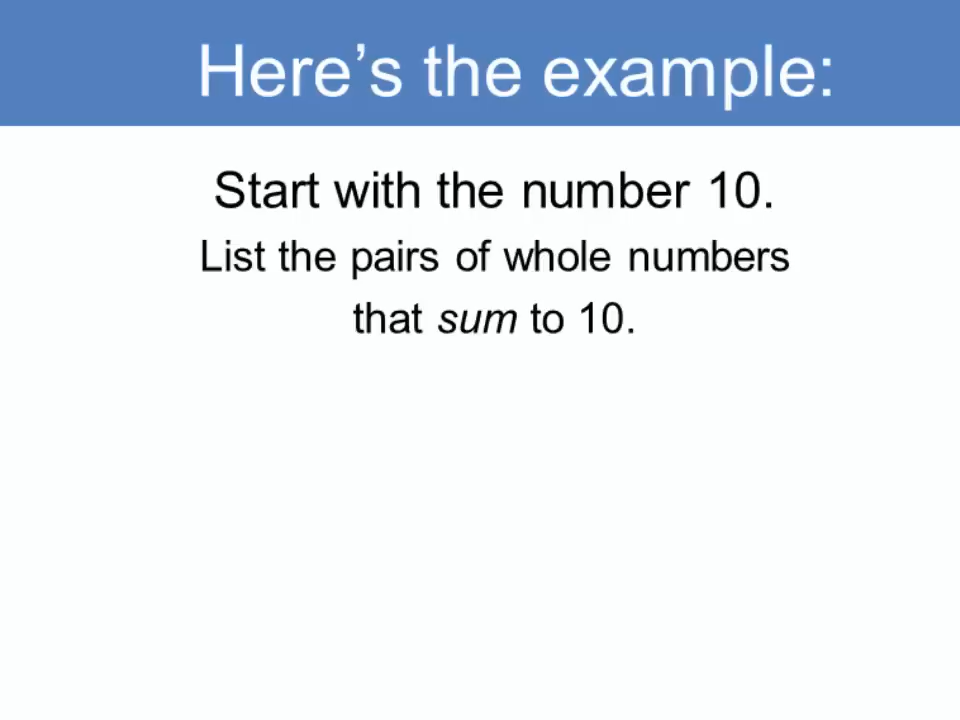 Here’s the example:
Start with the number 10.
List the pairs of whole numbers
that sum to 10.